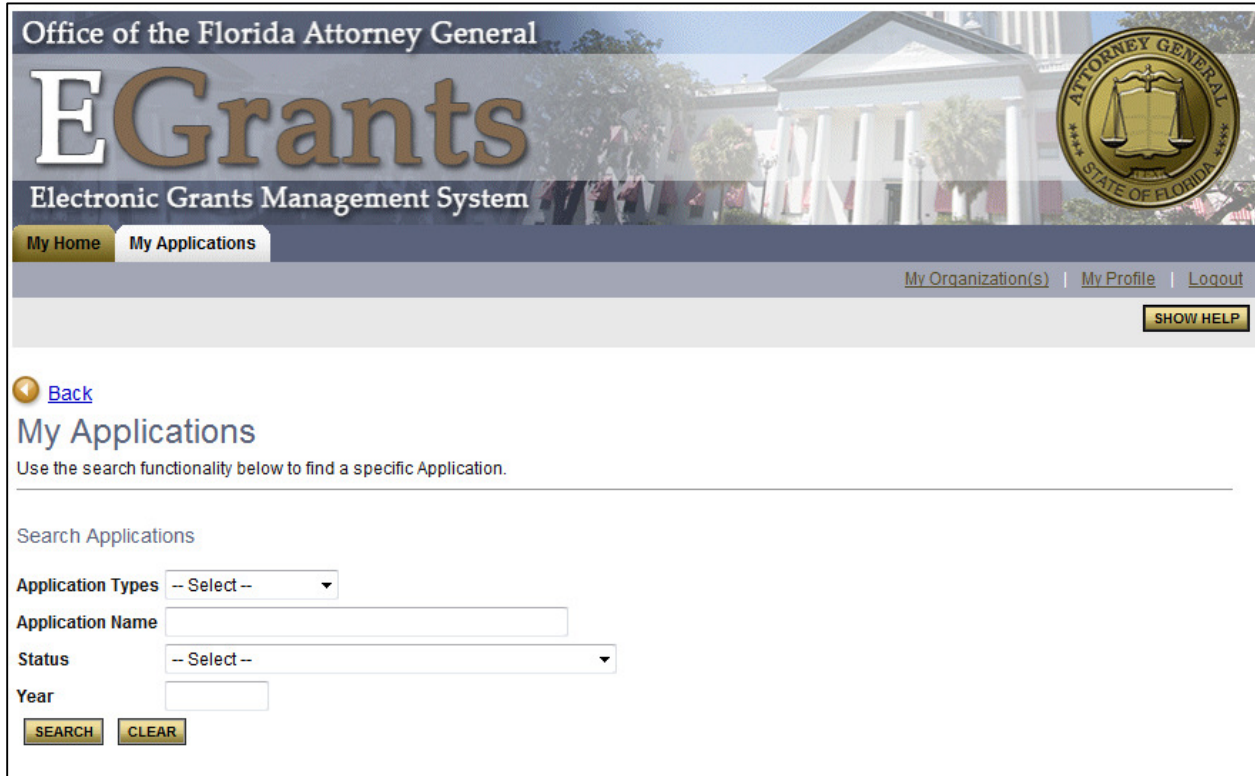 Office of the Florida Attorney General
EGrants
Electronic Grants Management System
ATTORNEY GENERAL
STATE OF FLORIDA
My Home My Applications
My Organization(s) | My Profile | Logout
SHOW HELP
Back
My Applications
Use the search functionality below to find a specific Application.
Search Applications
Application Types -- Select --
Application Name
Status -- Select --
Year
SEARCH CLEAR